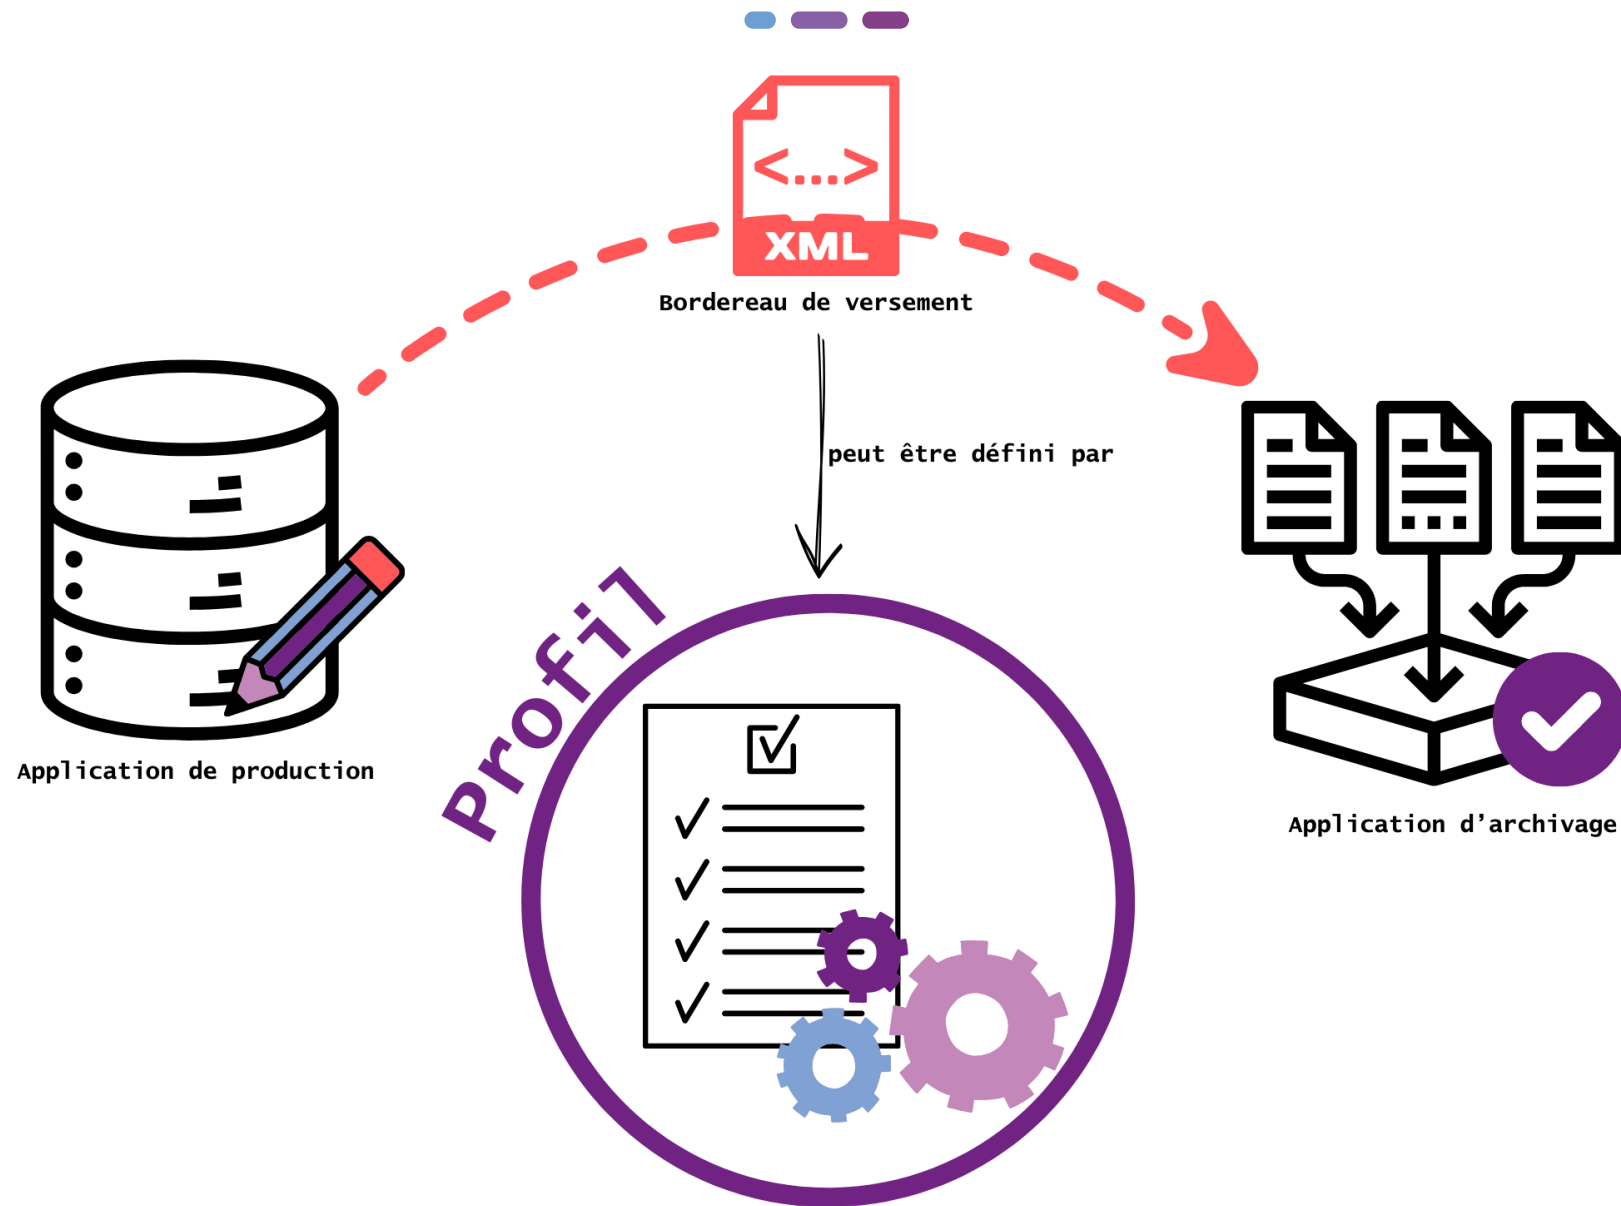 <...>
XML
Bordereau de versement
peut être défini par
Profil
Application de production
Application d’archivage